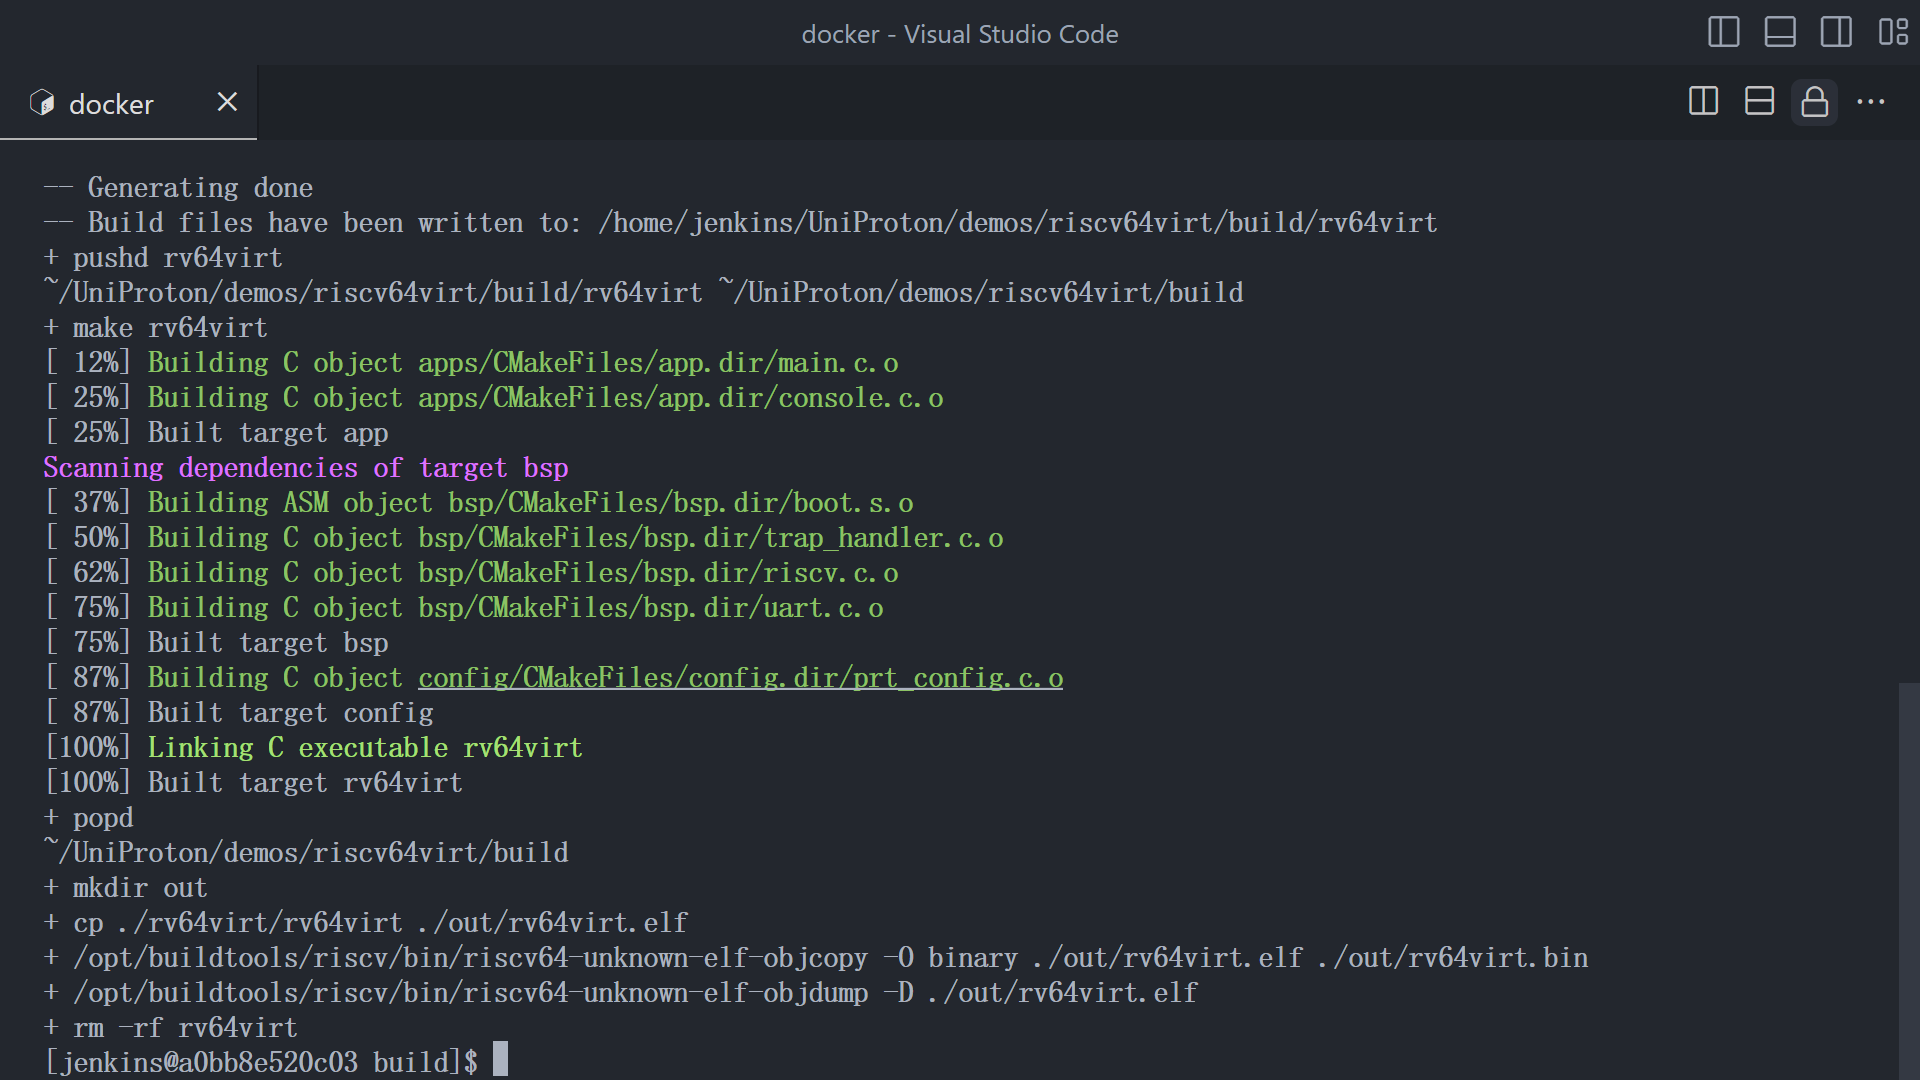 docker - Visual Studio Code
docker
-- Generating done
-- Build files have been written to: /home/jenkins/UniProton/demos/riscv64virt/build/rv64virt
+ pushd rv64virt
~/UniProton/demos/riscv64virt/build/rv64virt ~/UniProton/demos/riscv64virt/build
+ make rv64virt
[ 12%] Building C object apps/CMakeFiles/app.dir/main.c.o
[ 25%] Building C object apps/CMakeFiles/app.dir/console.c.o
[ 25%] Built target app
Scanning dependencies of target bsp
[ 37%] Building ASM object bsp/CMakeFiles/bsp.dir/boot.s.o
[ 50%] Building C object bsp/CMakeFiles/bsp.dir/trap_handler.c.o
[ 62%] Building C object bsp/CMakeFiles/bsp.dir/riscv.c.o
[ 75%] Building C object bsp/CMakeFiles/bsp.dir/uart.c.o
[ 75%] Built target bsp
[ 87%] Building C object config/CMakeFiles/config.dir/prt_config.c.o
[ 87%] Built target config
[100%] Linking C executable rv64virt
[100%] Built target rv64virt
+ popd
~/UniProton/demos/riscv64virt/build
+ mkdir out
+ cp ./rv64virt/rv64virt ./out/rv64virt.elf
+ /opt/buildtools/riscv/bin/riscv64-unknown-elf-objcopy -O binary ./out/rv64virt.elf ./out/rv64virt.bin
+ /opt/buildtools/riscv/bin/riscv64-unknown-elf-objdump -D ./out/rv64virt.elf
+ rm -rf rv64virt
[jenkins@a0bb8e520c03 build]$